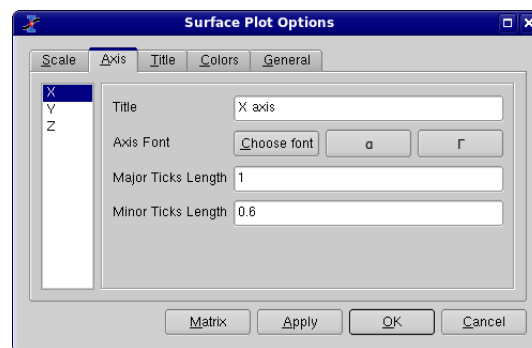 Surface Plot Options
Scale Axis Title Colors General
X
Y
Z
Title X axis
Axis Font Choose font α Γ
Major Ticks Length 1
Minor Ticks Length 0.6
Matrix Apply OK Cancel